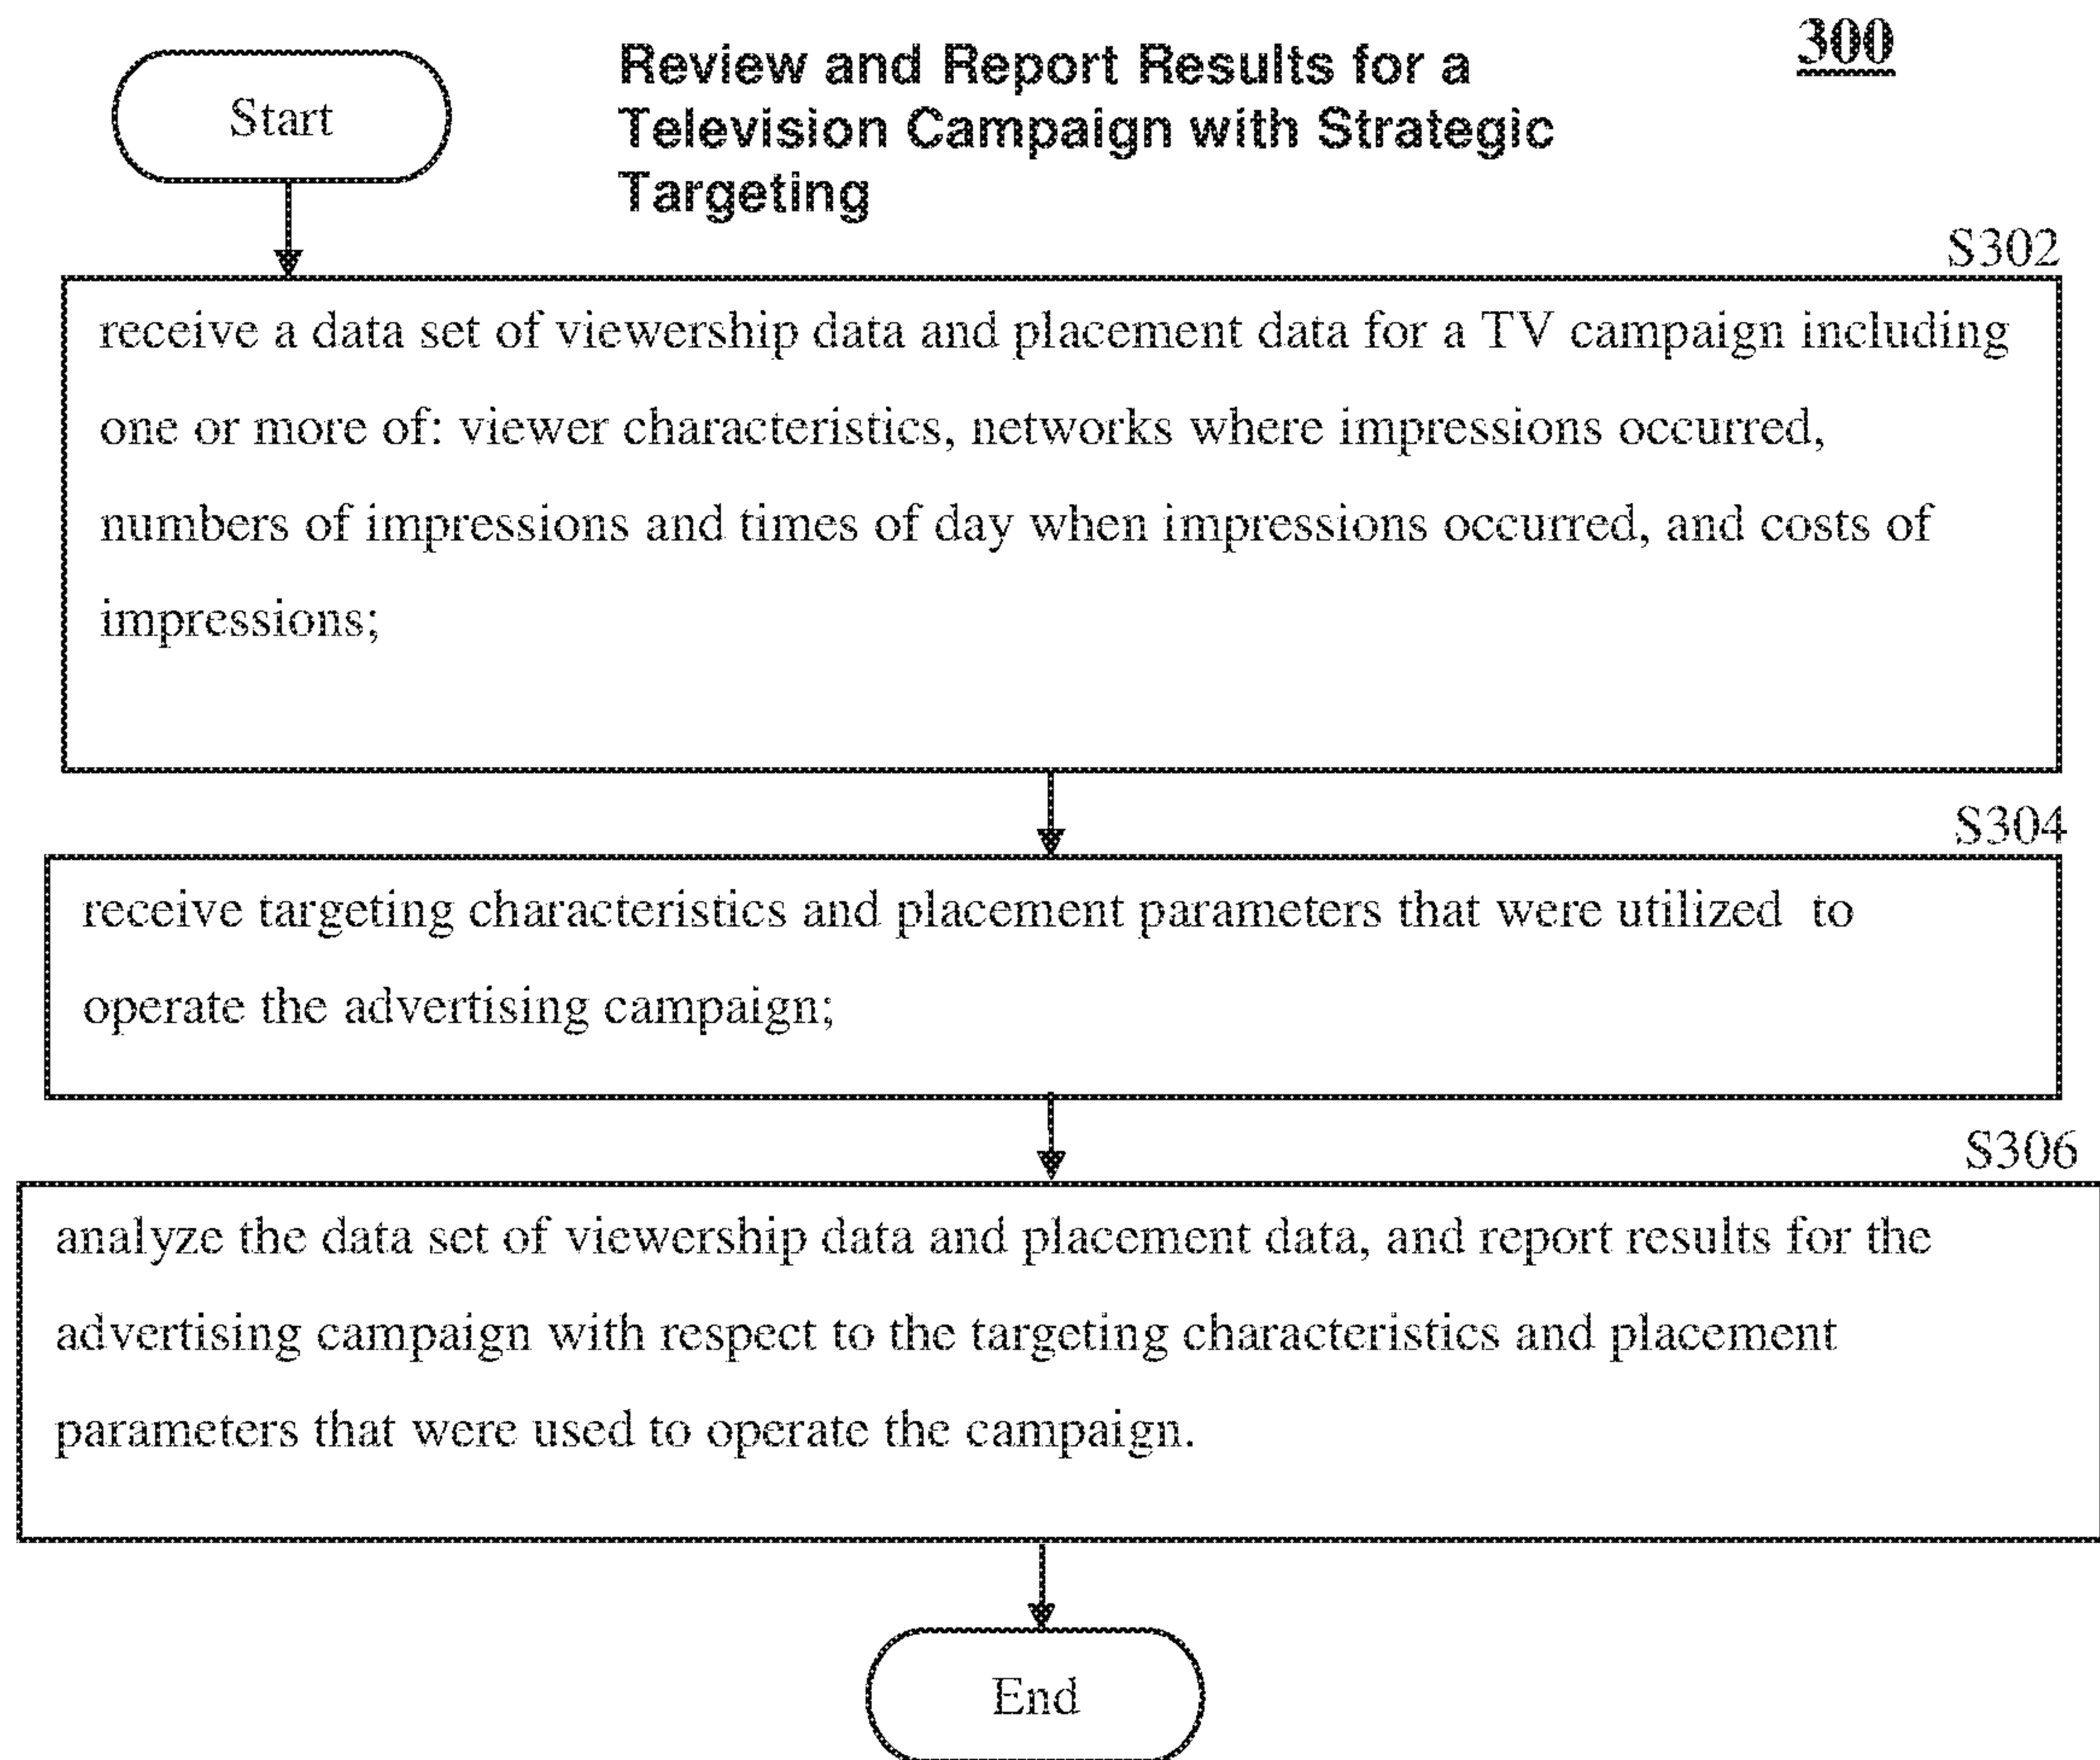 300
Start
Review and Report Results for a
Television Campaign with Strategic
Targeting
S302
receive a data set of viewership data and placement data for a TV campaign including
one or more of: viewer characteristics, networks where impressions occurred,
numbers of impressions and times of day when impressions occurred, and costs of
impressions;
S304
receive targeting characteristics and placement parameters that were utilized to
operate the advertising campaign;
S306
analyze the data set of viewership data and placement data, and report results for the
advertising campaign with respect to the targeting characteristics and placement
parameters that were used to operate the campaign.
End